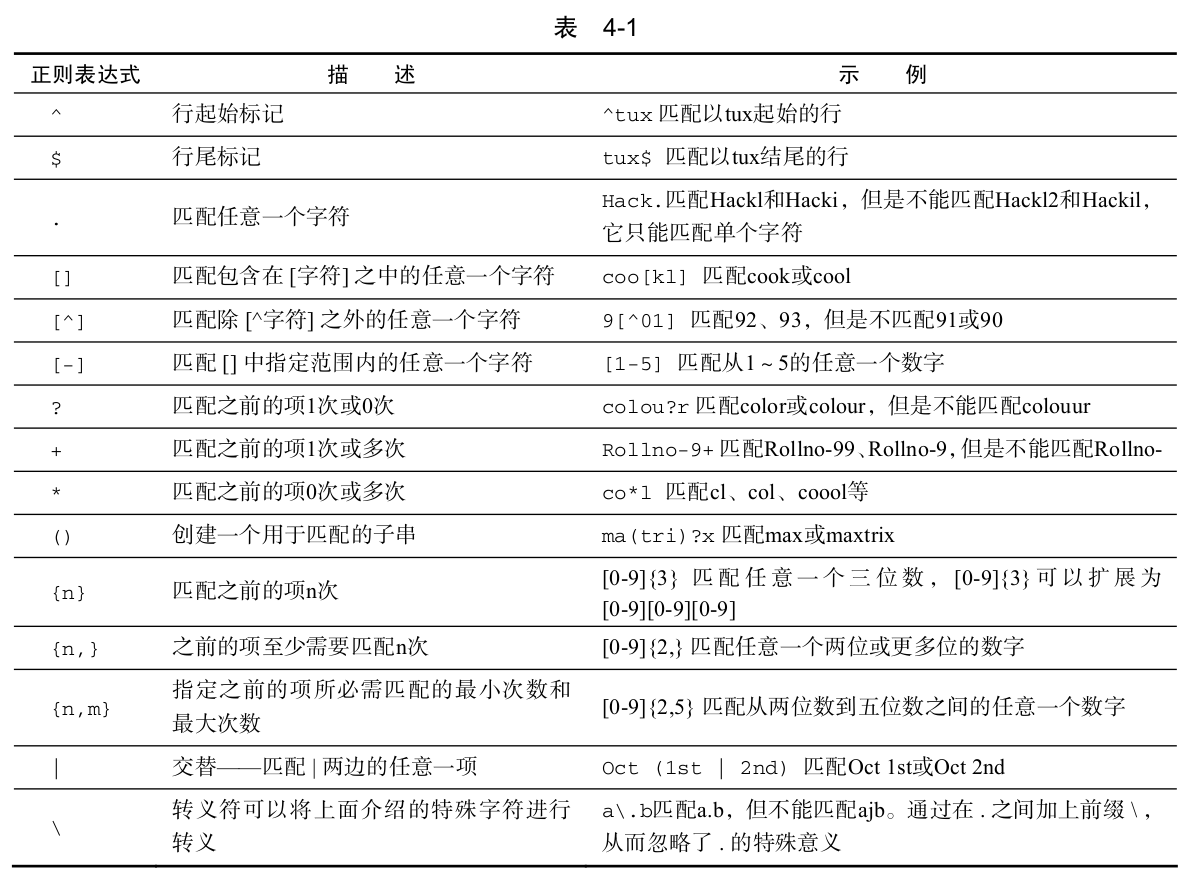 表 4-1
正则表达式 描 述 示 例
^ 行起始标记 ^tux 匹配以tux起始的行
$ 行尾标记 tux$ 匹配以tux结尾的行
. 匹配任意一个字符 Hack.匹配Hackl和Hacki，但是不能匹配Hackl2和Hackil，
它只能匹配单个字符
[] 匹配包含在 [字符] 之中的任意一个字符 coo[kl] 匹配cook或cool
[^] 匹配除 [^字符] 之外的任意一个字符 9[^01] 匹配92、93，但是不匹配91或90
[-] 匹配 [] 中指定范围内的任意一个字符 [1-5] 匹配从1～5的任意一个数字
? 匹配之前的项1次或0次 colou?r 匹配color或colour，但是不能匹配colouur
+ 匹配之前的项1次或多次 Rollno-9+ 匹配Rollno-99、Rollno-9，但是不能匹配Rollno-
* 匹配之前的项0次或多次 co*l 匹配cl、col、coool等
() 创建一个用于匹配的子串 ma(tri)?x 匹配max或maxtrix
{n} 匹配之前的项n次 [0-9]{3} 匹配任意一个三位数，[0-9]{3}可以扩展为
[0-9][0-9][0-9]
{n,} 之前的项至少需要匹配n次 [0-9]{2,} 匹配任意一个两位或更多位的数字
{n,m} 指定之前的项所必需匹配的最小次数和
最大次数 [0-9]{2,5} 匹配从两位数到五位数之间的任意一个数字
| 交替——匹配 | 两边的任意一项 Oct (1st | 2nd) 匹配Oct 1st或Oct 2nd
\ 转义符可以将上面介绍的特殊字符进行
转义 a\.b匹配a.b，但不能匹配ajb。通过在 . 之间加上前缀 \，
从而忽略了 . 的特殊意义